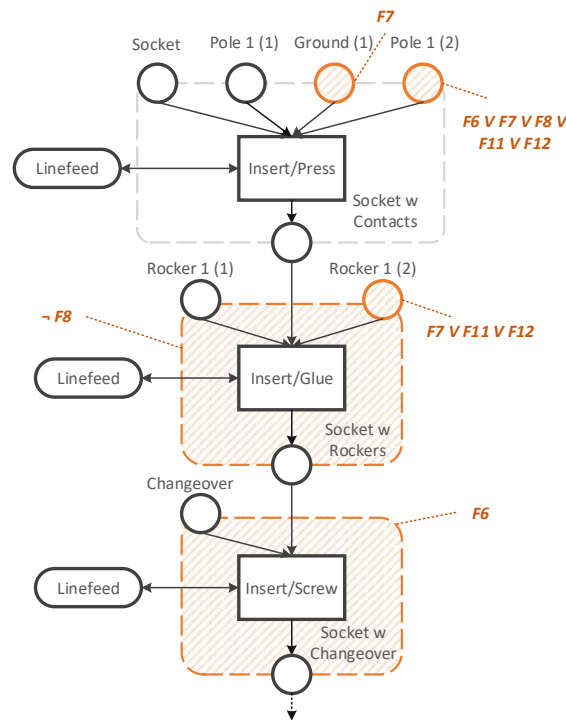 F7
Socket
Pole 1 (1)
Ground (1)
Pole 1 (2)
F6 V F7 V F8 V
F11 V F12
Linefeed
Insert/Press
Socket w
Contacts
Rocker 1 (1)
Rocker 1 (2)
¬ F8
F7 V F11 V F12
Linefeed
Insert/Glue
Socket w
Rockers
Changeover
F6
Linefeed
Insert/Screw
Socket w
Changeover